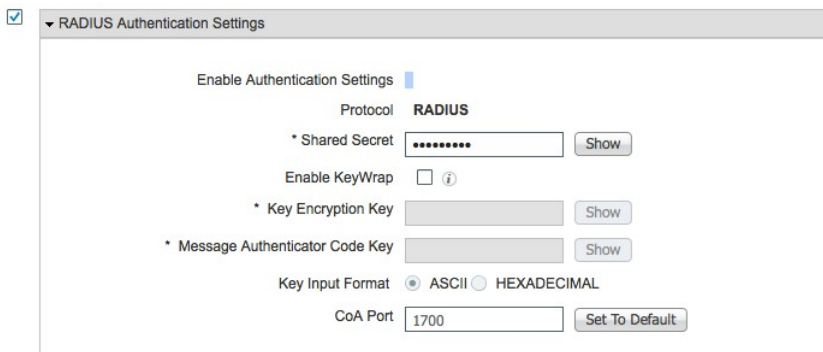 RADIUS Authentication Settings
Enable Authentication Settings
Protocol RADIUS
* Shared Secret ••••••••• Show
Enable KeyWrap i
* Key Encryption Key Show
* Message Authenticator Code Key Show
Key Input Format ASCII HEXADECIMAL
CoA Port 1700 Set To Default